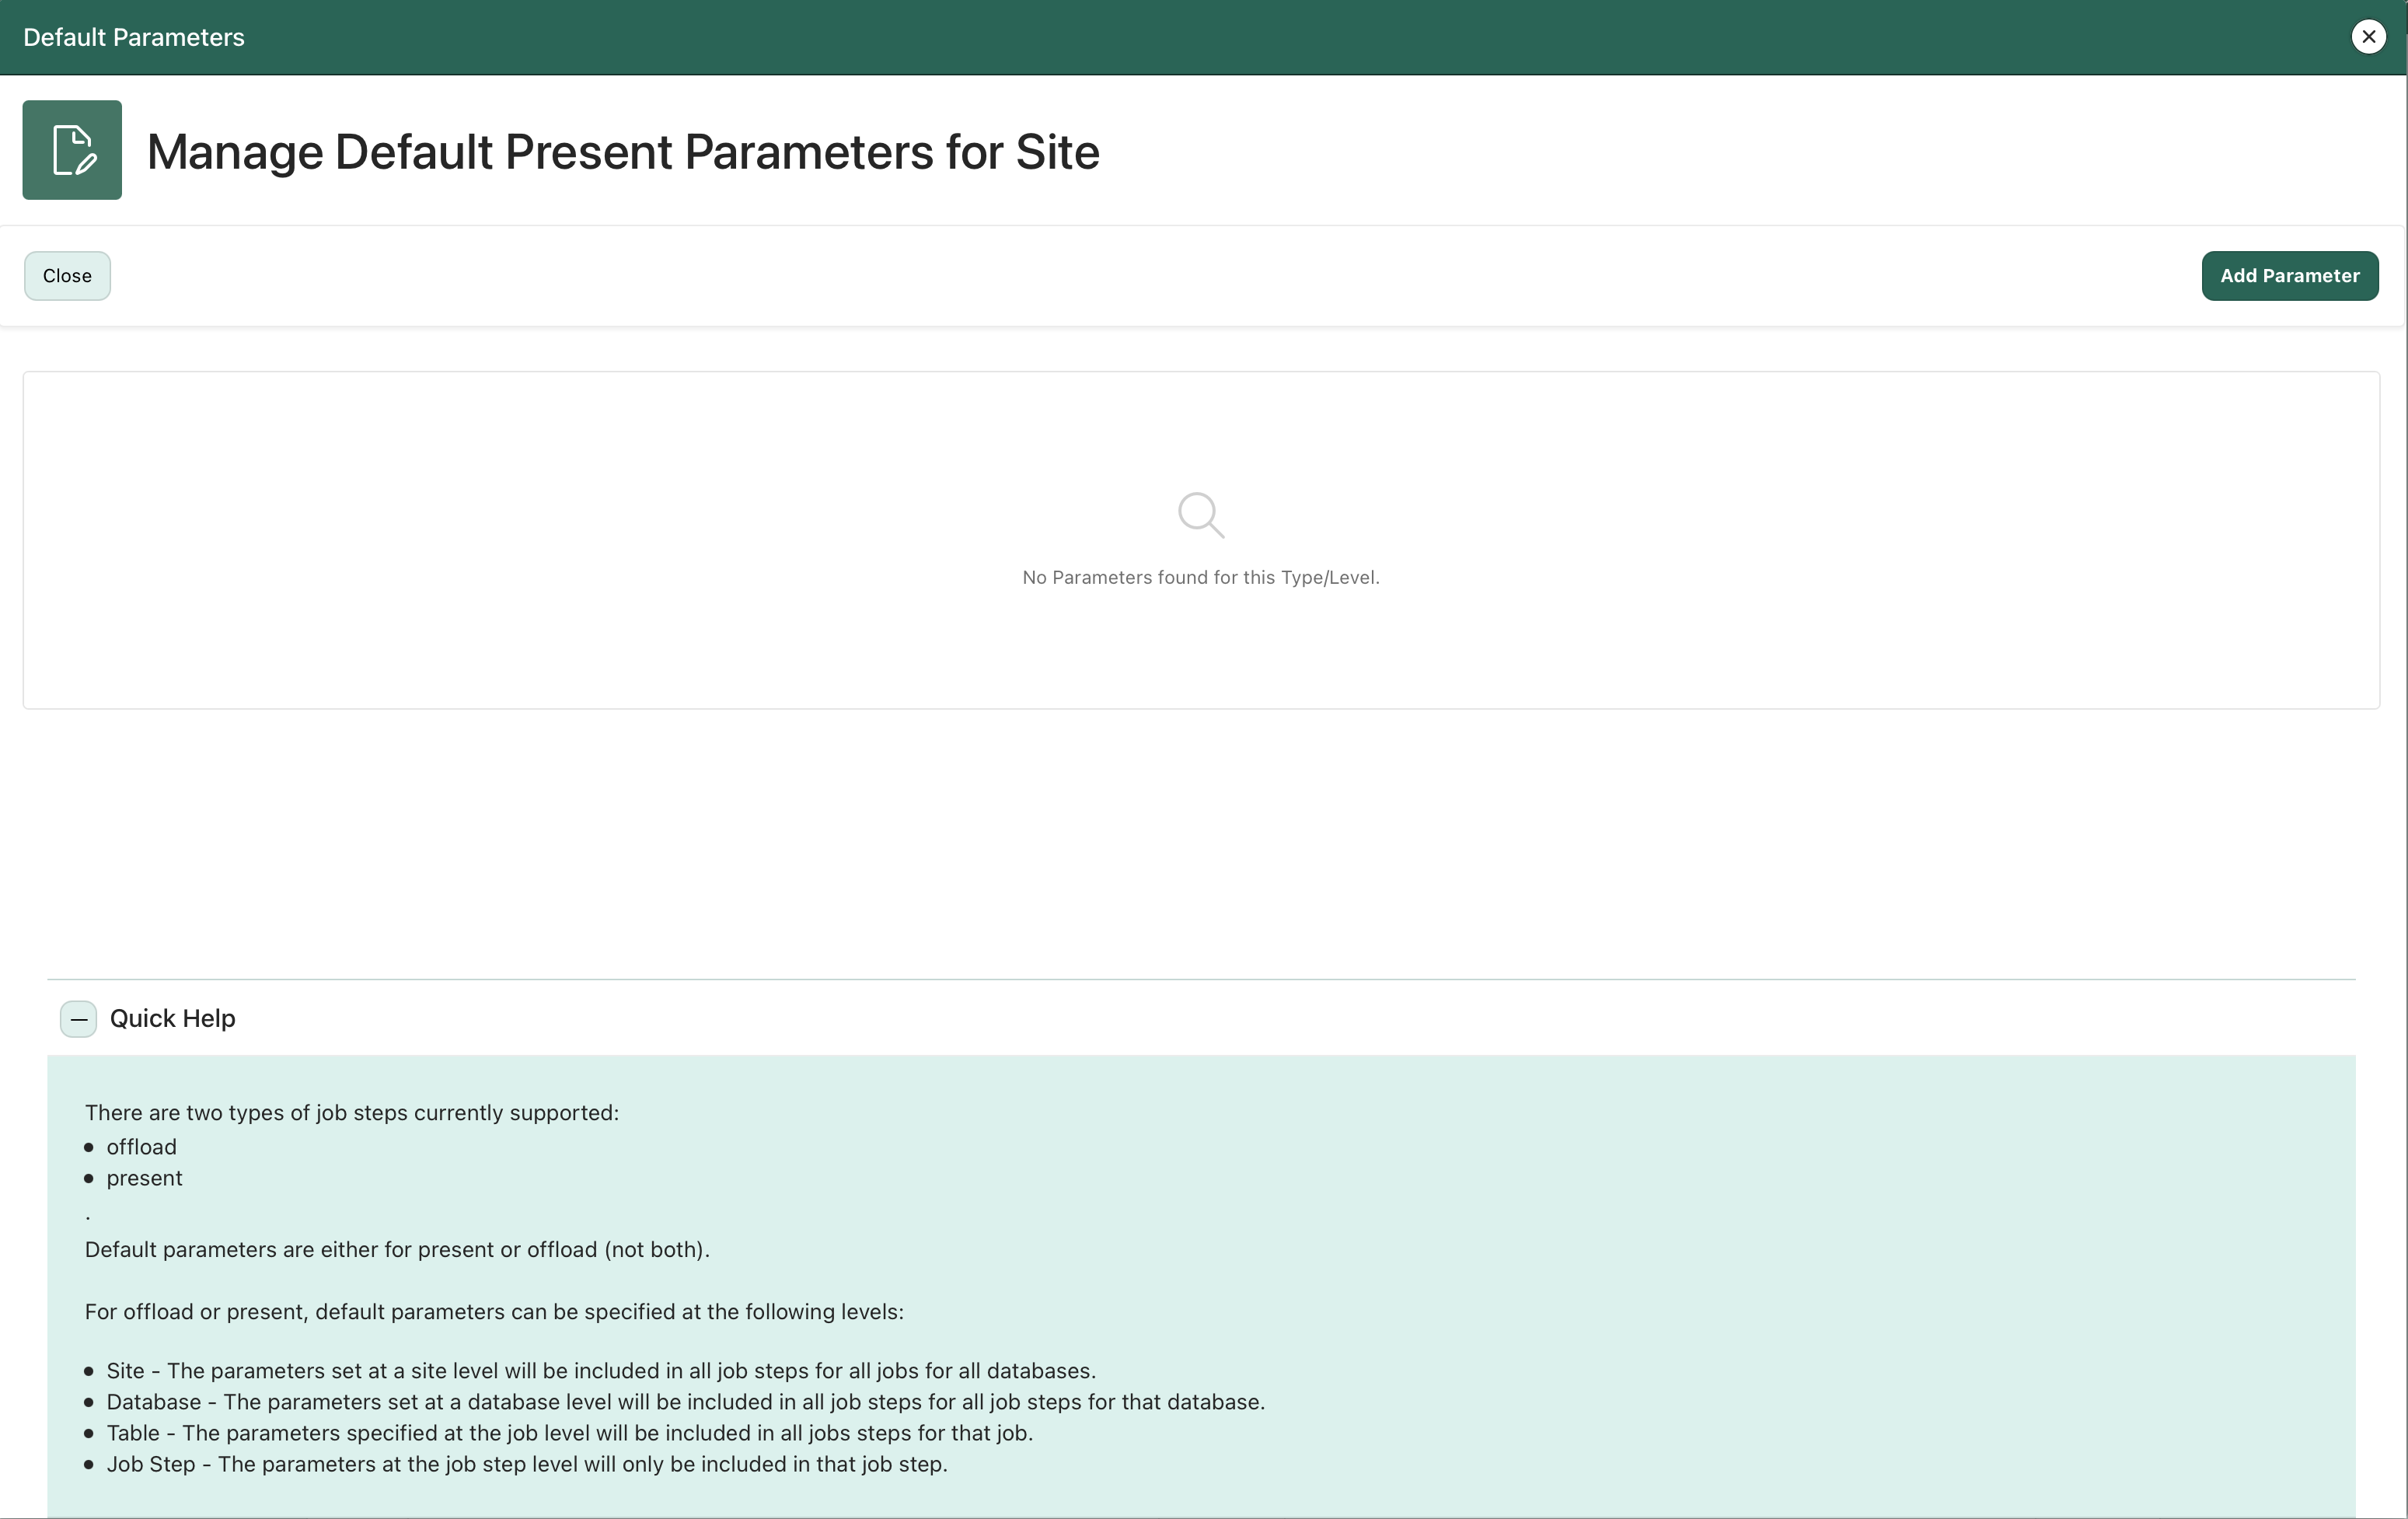 Default Parameters
Manage Default Present Parameters for Site
Close
Add Parameter
No Parameters found for this Type/Level.
Quick Help
There are two types of job steps currently supported:
• offload
• present
.
Default parameters are either for present or offload (not both).
For offload or present, default parameters can be specified at the following levels:
• Site - The parameters set at a site level will be included in all job steps for all jobs for all databases.
• Database - The parameters set at a database level will be included in all job steps for all job steps for that database.
• Table - The parameters specified at the job level will be included in all jobs steps for that job.
• Job Step - The parameters at the job step level will only be included in that job step.